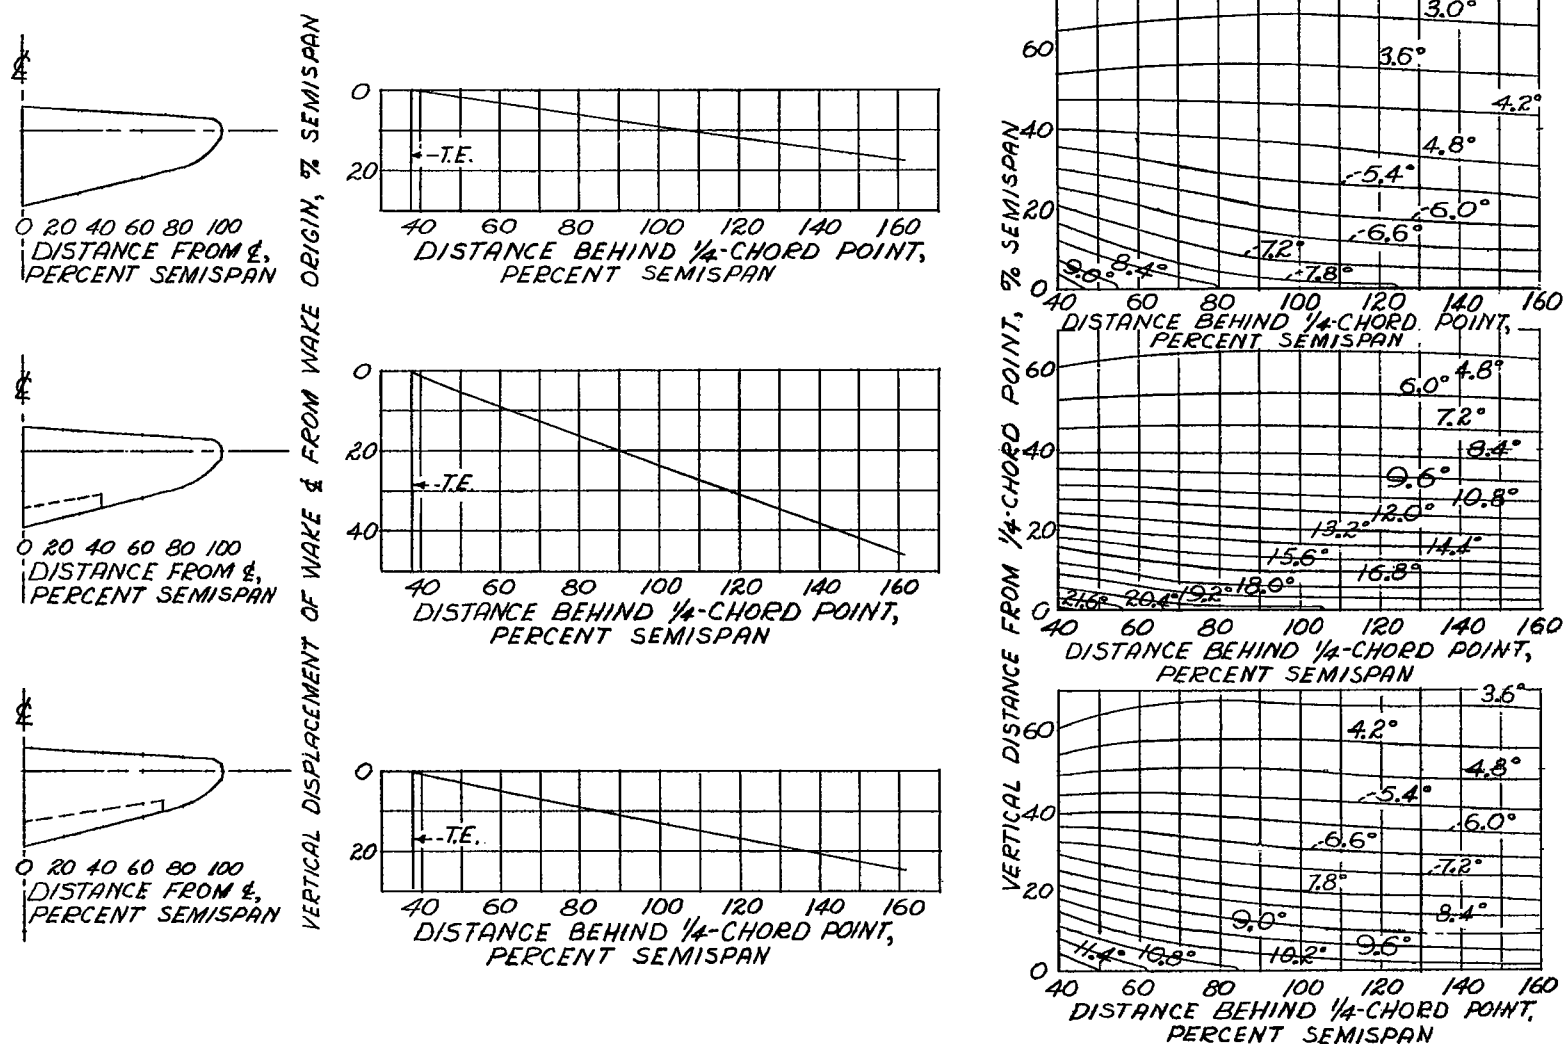 ℄
0 20 40 60 80 100
DISTANCE FROM ℄,
PERCENT SEMISPAN
℄
0 20 40 60 80 100
DISTANCE FROM ℄,
PERCENT SEMISPAN
℄
0 20 40 60 80 100
DISTANCE FROM ℄,
PERCENT SEMISPAN
VERTICAL DISPLACEMENT OF WAKE ℄ FROM WAKE ORIGIN, % SEMISPAN
0
T.E.
20
40 60 80 100 120 140 160
DISTANCE BEHIND 1/4-CHORD POINT,
PERCENT SEMISPAN
0
20
T.E.
40
40 60 80 100 120 140 160
DISTANCE BEHIND 1/4-CHORD POINT,
PERCENT SEMISPAN
0
T.E.
20
40 60 80 100 120 140 160
DISTANCE BEHIND 1/4-CHORD POINT,
PERCENT SEMISPAN
VERTICAL DISTANCE FROM 1/4-CHORD POINT, % SEMISPAN
3.0°
60
3.6°
4.2°
40
4.8°
5.4°
20
6.0°
6.6°
7.2°
7.8°
9.0° 8.4°
0
40 60 80 100 120 140 160
DISTANCE BEHIND 1/4-CHORD POINT,
PERCENT SEMISPAN
60
4.8°
6.0°
7.2°
40
8.4°
9.6°
10.8°
12.0°
20
13.2°
14.4°
15.6°
16.8°
21.6° 20.4° 19.2° 18.0°
0
40 60 80 100 120 140 160
DISTANCE BEHIND 1/4-CHORD POINT,
PERCENT SEMISPAN
3.6°
60
4.2°
4.8°
5.4°
40
6.0°
6.6°
7.2°
20
7.8°
8.4°
9.0°
11.4° 10.8° 10.2° 9.6°
0
40 60 80 100 120 140 160
DISTANCE BEHIND 1/4-CHORD POINT,
PERCENT SEMISPAN